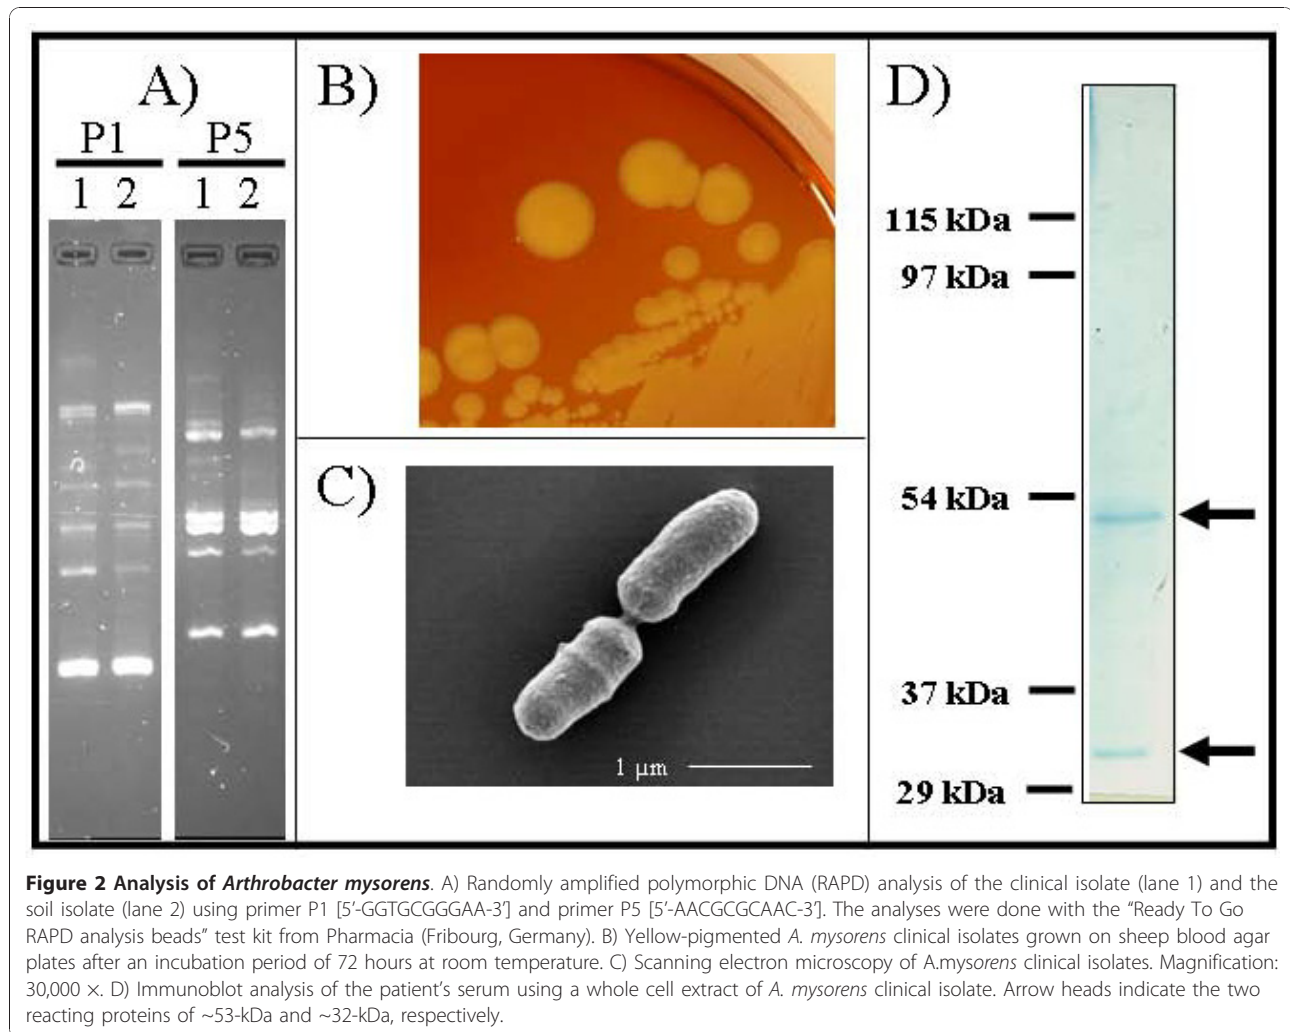 A)
P1 P5
1 2 1 2
B)
C)
1 μm
D)
115 kDa
97 kDa
54 kDa
37 kDa
29 kDa
Figure 2 Analysis of Arthrobacter mysorens. A) Randomly amplified polymorphic DNA (RAPD) analysis of the clinical isolate (lane 1) and the
soil isolate (lane 2) using primer P1 [5′-GGTGCGGGAA-3′] and primer P5 [5′-AACGCGCAAC-3′]. The analyses were done with the “Ready To Go
RAPD analysis beads” test kit from Pharmacia (Fribourg, Germany). B) Yellow-pigmented A. mysorens clinical isolates grown on sheep blood agar
plates after an incubation period of 72 hours at room temperature. C) Scanning electron microscopy of A.mysorens clinical isolates. Magnification:
30,000 ×. D) Immunoblot analysis of the patient’s serum using a whole cell extract of A. mysorens clinical isolate. Arrow heads indicate the two
reacting proteins of ~53-kDa and ~32-kDa, respectively.